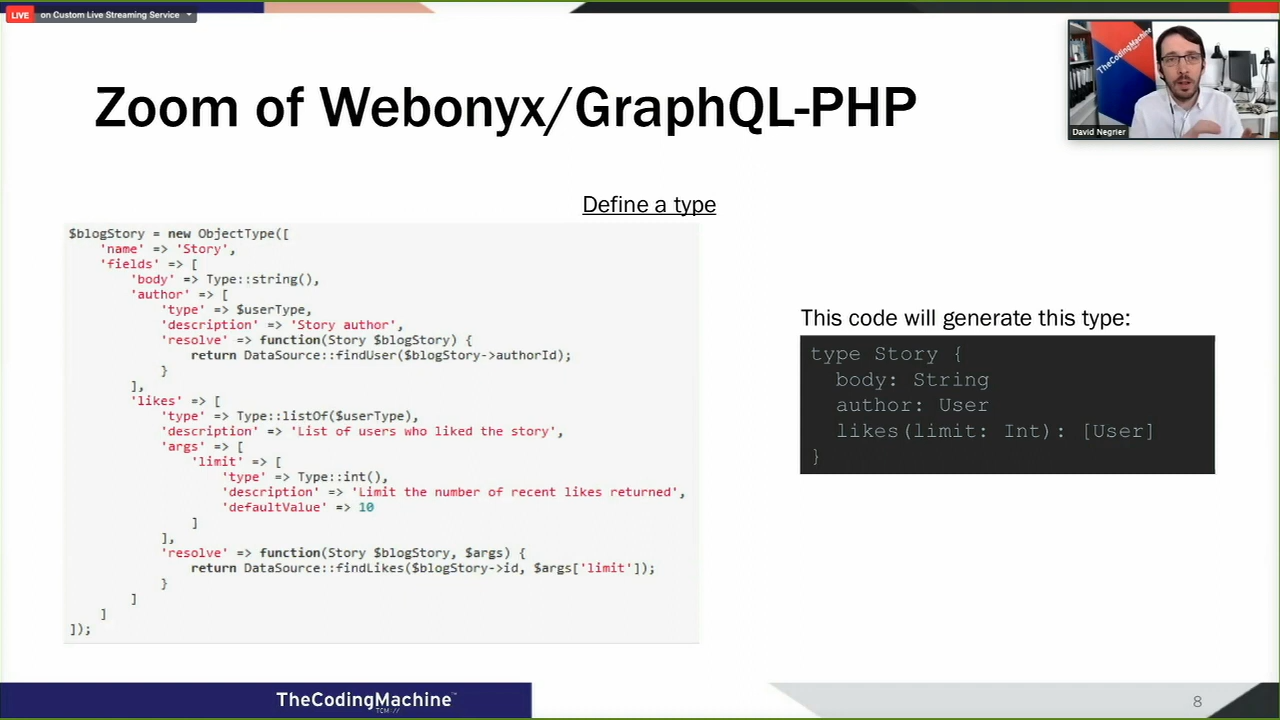 LIVE on Custom Live Streaming Service
Zoom of Webonyx/GraphQL-PHP
TheCodingMachine
David Negrier
Define a type
$blogStory = new ObjectType([
    'name' => 'Story',
    'fields' => [
        'body' => Type::string(),
        'author' => [
            'type' => $userType,
            'description' => 'Story author',
            'resolve' => function(Story $blogStory) {
                return DataSource::findUser($blogStory->authorId);
            }
        ],
        'likes' => [
            'type' => Type::listOf($userType),
            'description' => 'List of users who liked the story',
            'args' => [
                'limit' => [
                    'type' => Type::int(),
                    'description' => 'Limit the number of recent likes returned',
                    'defaultValue' => 10
                ]
            ],
            'resolve' => function(Story $blogStory, $args) {
                return DataSource::findLikes($blogStory->id, $args['limit']);
            }
        ]
    ]
]);
This code will generate this type:
type Story {
  body: String
  author: User
  likes(limit: Int): [User]
}
TheCodingMachine™
TCM //
8